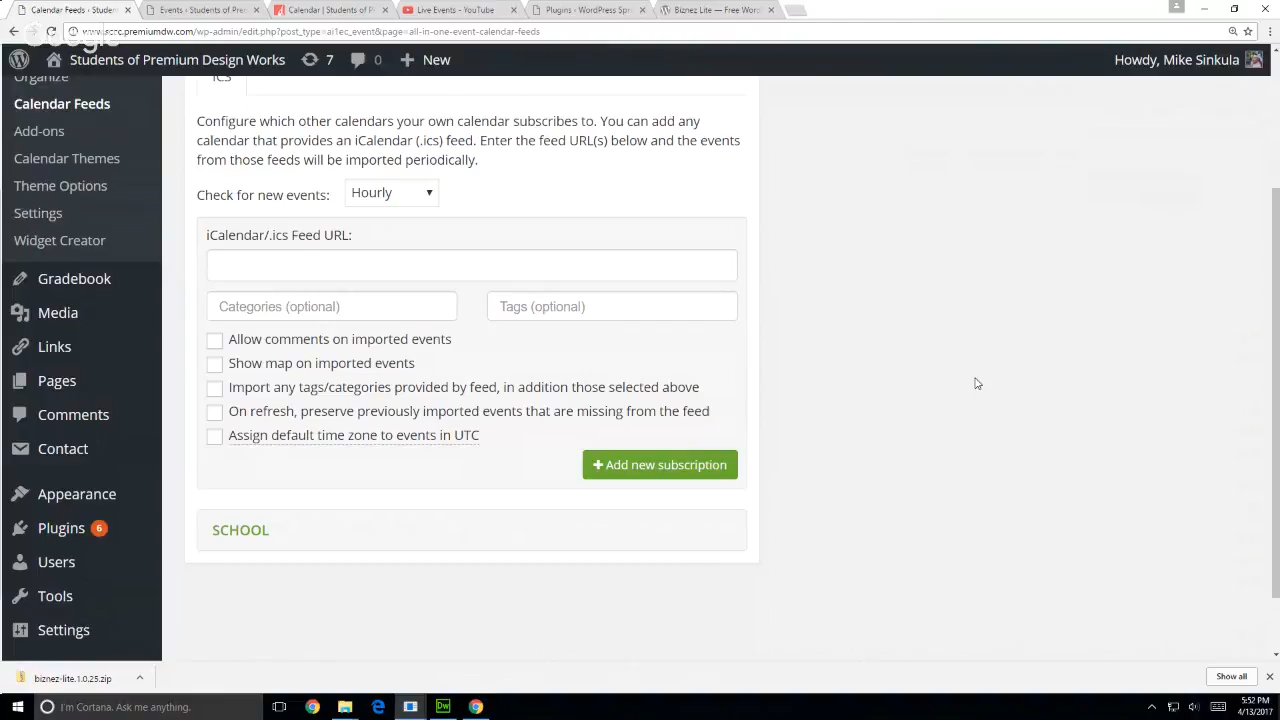 Calendar Feeds - Studen
Events ‹ Students of Pre
Calendar | Students of P
Live Events - YouTube
Plugins ‹ WordPress Spr
Biznez Lite — Free Word
.premiumdw.com/wp-admin/edit.php?post_type=ai1ec_event&page=all-in-one-event-calendar-feeds
Google
Students of Premium Design Works
7
0
New
Howdy, Mike Sinkula
Organize
Calendar Feeds
Add-ons
Calendar Themes
Theme Options
Settings
Widget Creator
Gradebook
Media
Links
Pages
Comments
Contact
Appearance
Plugins 6
Users
Tools
Settings
ICS
Configure which other calendars your own calendar subscribes to. You can add any
calendar that provides an iCalendar (.ics) feed. Enter the feed URL(s) below and the events
from those feeds will be imported periodically.
Check for new events: Hourly
iCalendar/.ics Feed URL:
Categories (optional)
Tags (optional)
Allow comments on imported events
Show map on imported events
Import any tags/categories provided by feed, in addition those selected above
On refresh, preserve previously imported events that are missing from the feed
Assign default time zone to events in UTC
+ Add new subscription
SCHOOL
biznez-lite.1.0.25.zip
Show all
I'm Cortana. Ask me anything.
Dw
5:52 PM
4/13/2017